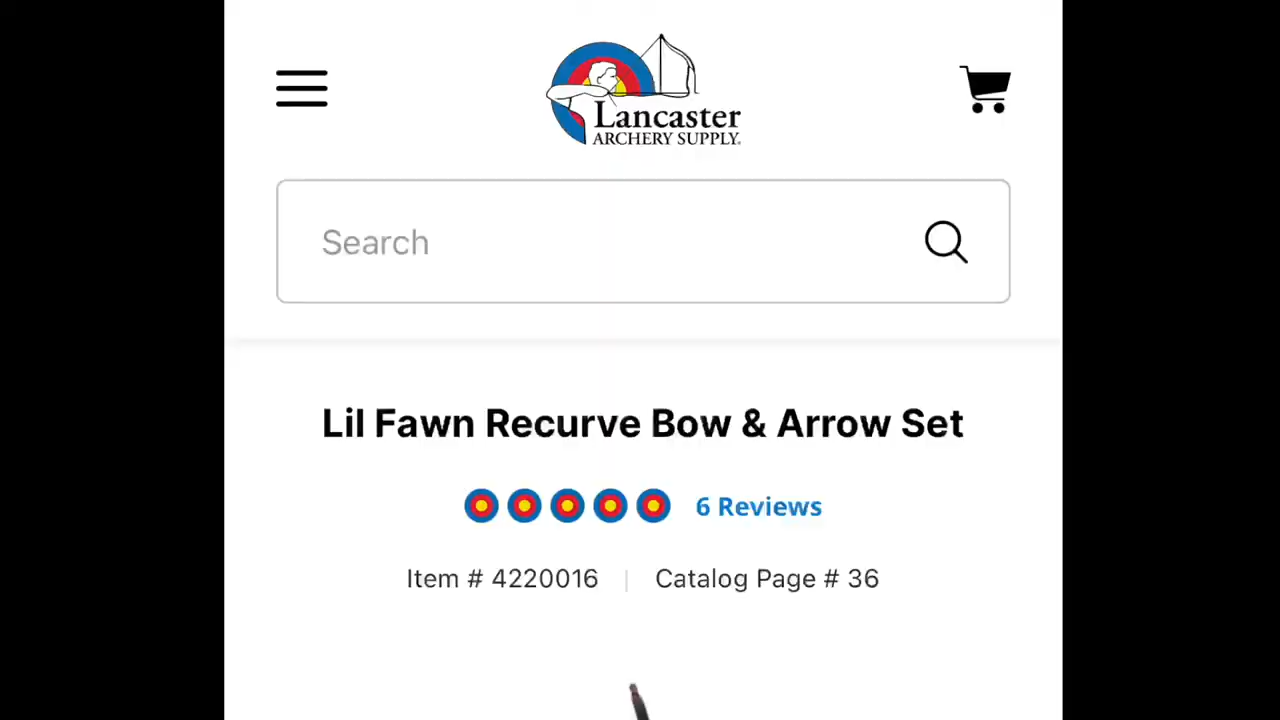 Lancaster
ARCHERY SUPPLY®
Search
Lil Fawn Recurve Bow & Arrow Set
6 Reviews
Item # 4220016 | Catalog Page # 36